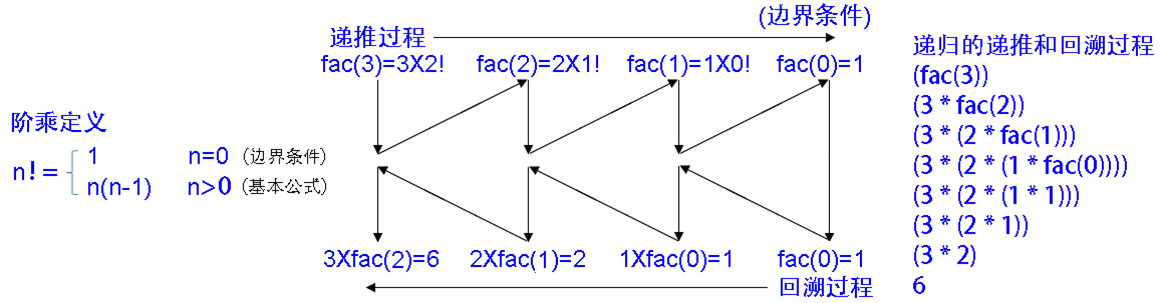 (边界条件)
递推过程
fac(3)=3X2! fac(2)=2X1! fac(1)=1X0! fac(0)=1
阶乘定义
n!=
1 n=0 (边界条件)
n(n-1) n>0 (基本公式)
3Xfac(2)=6 2Xfac(1)=2 1Xfac(0)=1 fac(0)=1
回溯过程
递归的递推和回溯过程
(fac(3))
(3 * fac(2))
(3 * (2 * fac(1)))
(3 * (2 * (1 * fac(0))))
(3 * (2 * (1 * 1)))
(3 * (2 * 1))
(3 * 2)
6